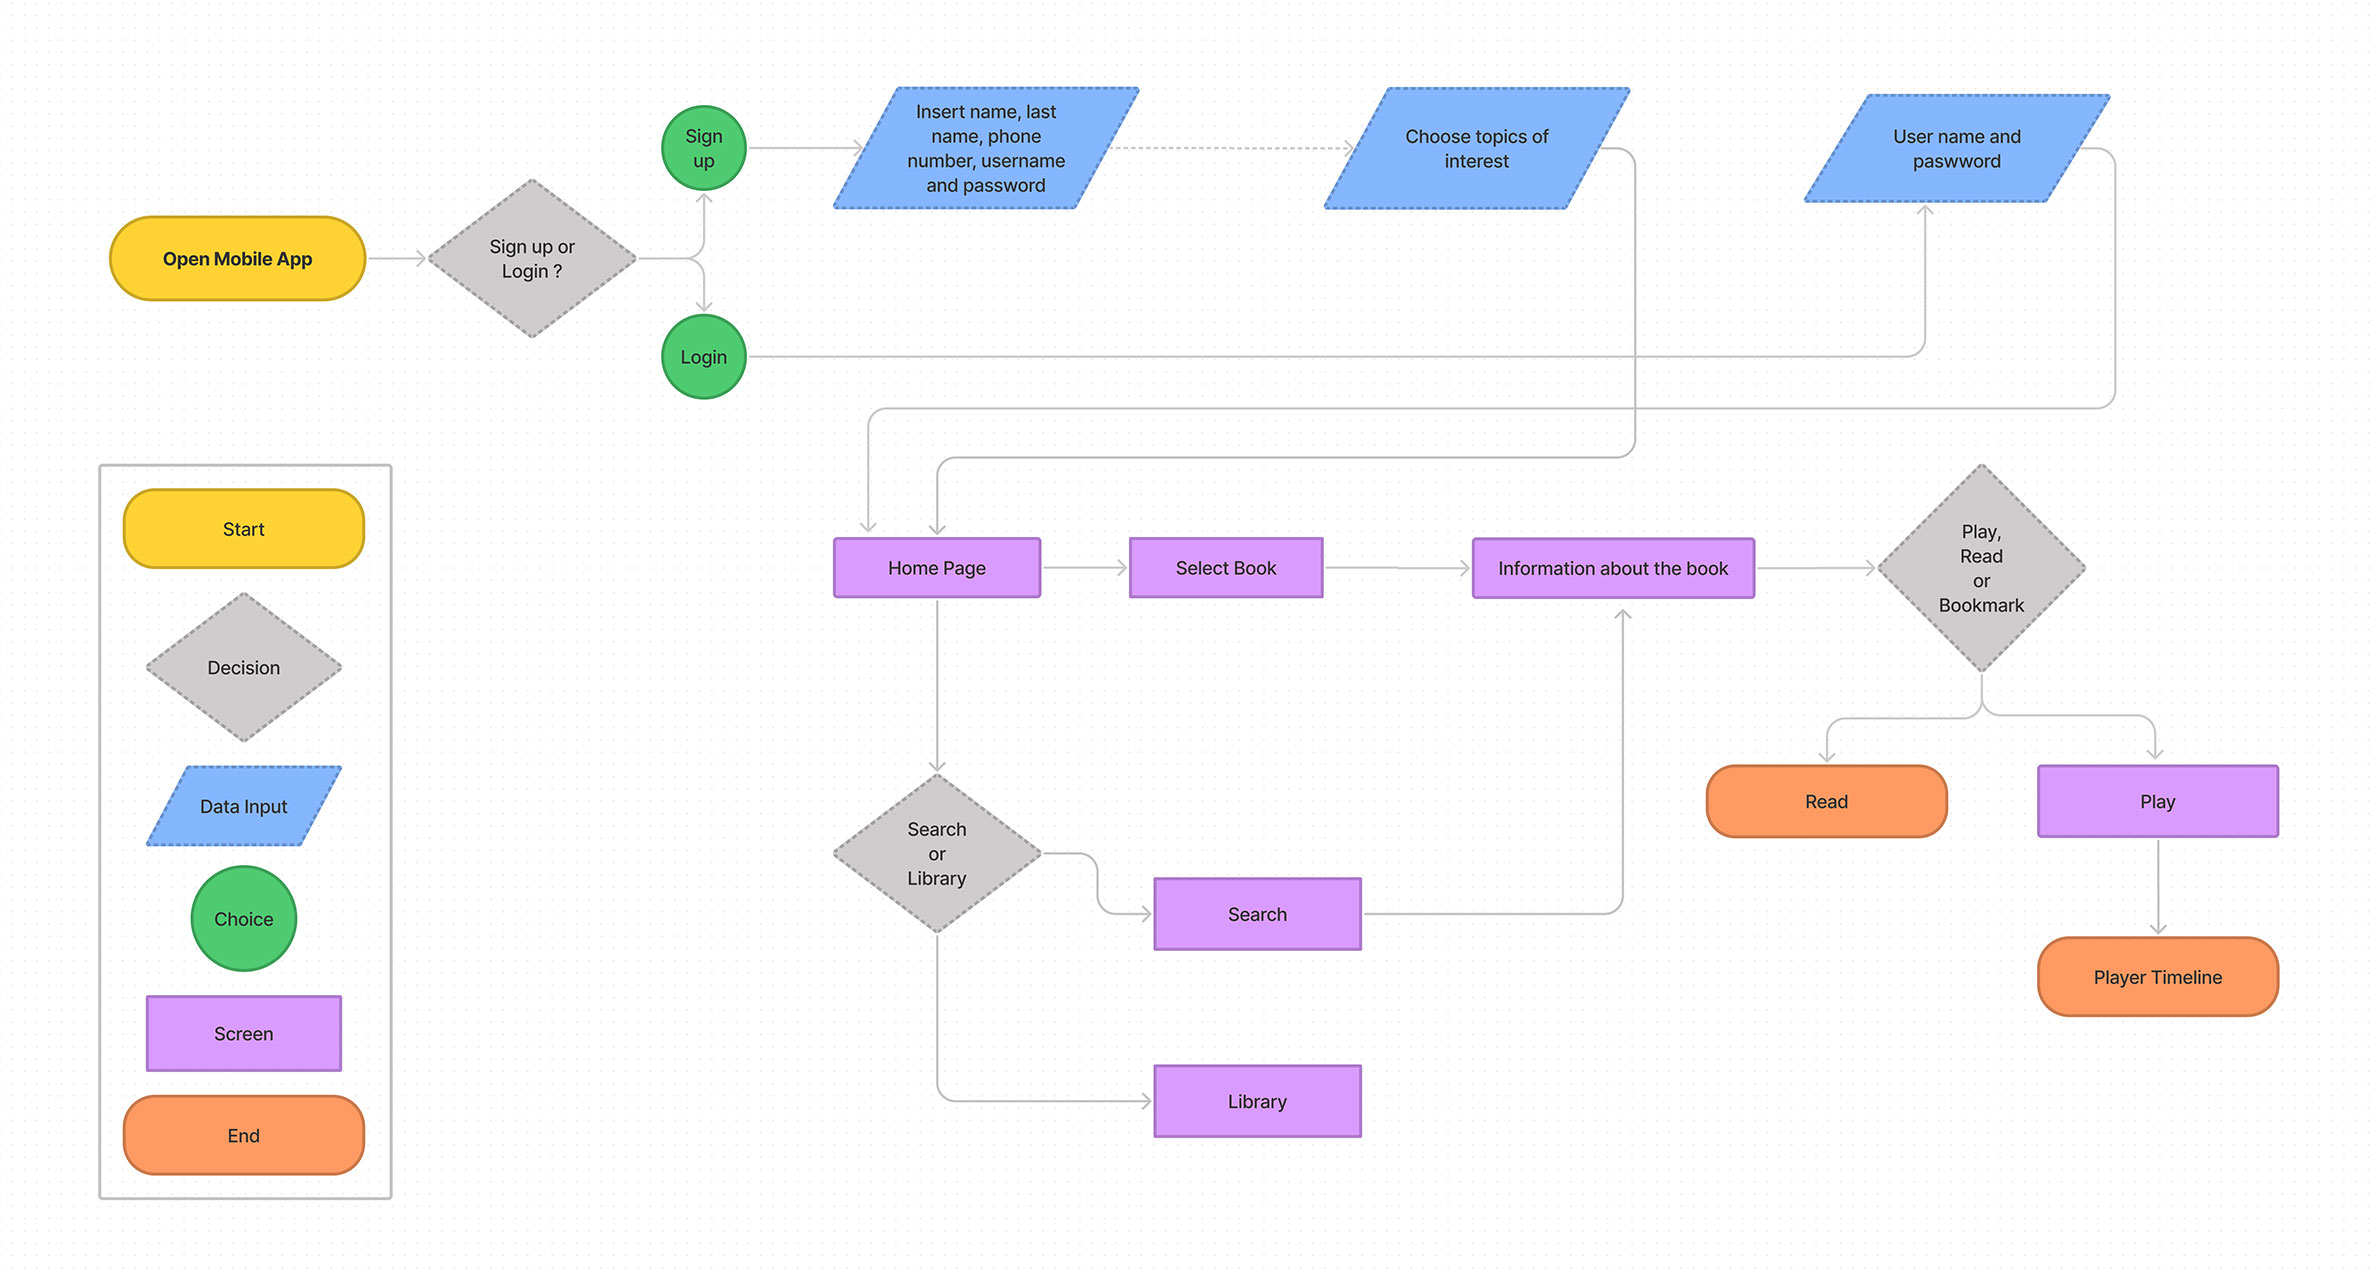 Sign
up
Insert name, last
name, phone
number, username
and password
Choose topics of
interest
User name and
paswword
Open Mobile App
Sign up or
Login ?
Login
Start
Decision
Data Input
Choice
Screen
End
Home Page
Select Book
Information about the book
Play,
Read
or
Bookmark
Search
or
Library
Search
Library
Read
Play
Player Timeline